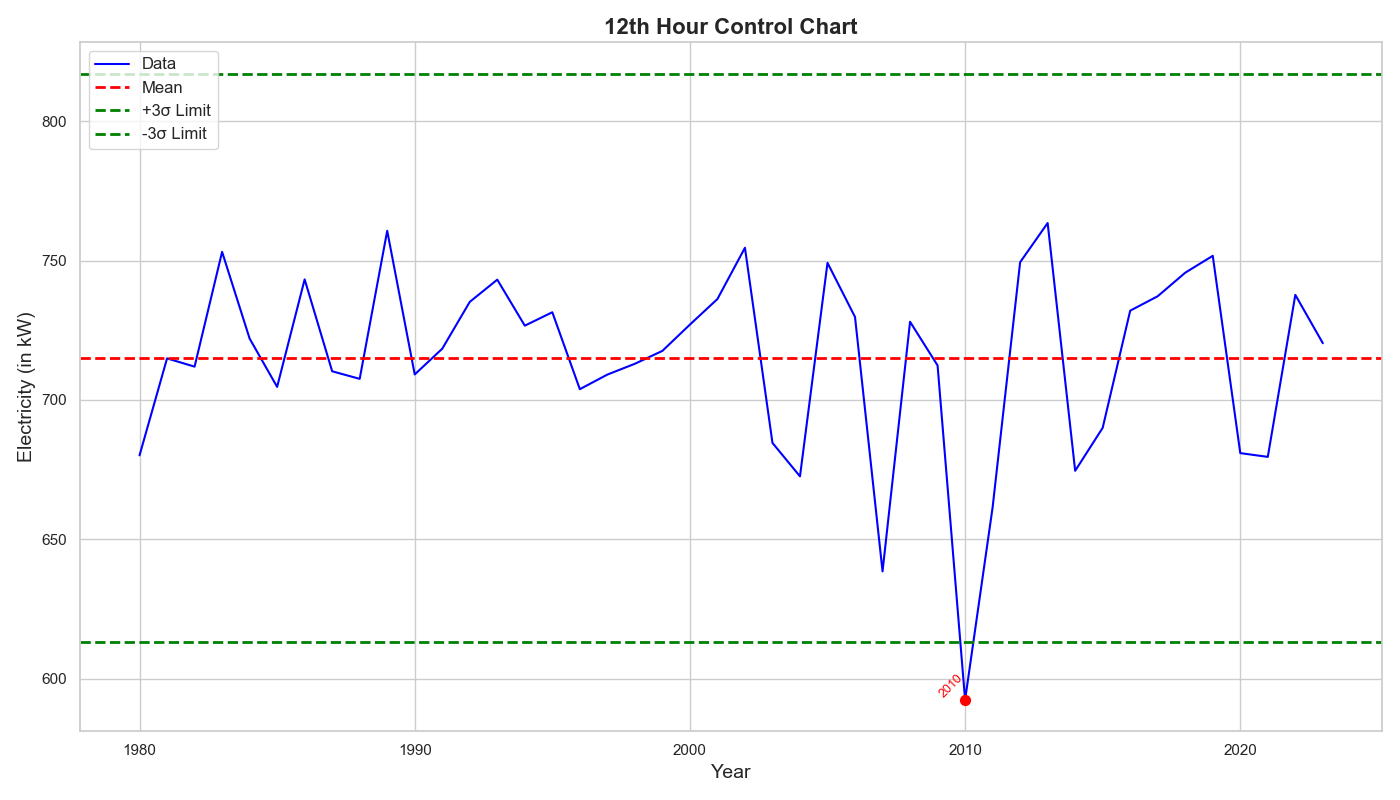 12th Hour Control Chart
Data
Mean
+3σ Limit
-3σ Limit
Electricity (in kW)
800
750
700
650
600
2010
1980
1990
2000
2010
2020
Year